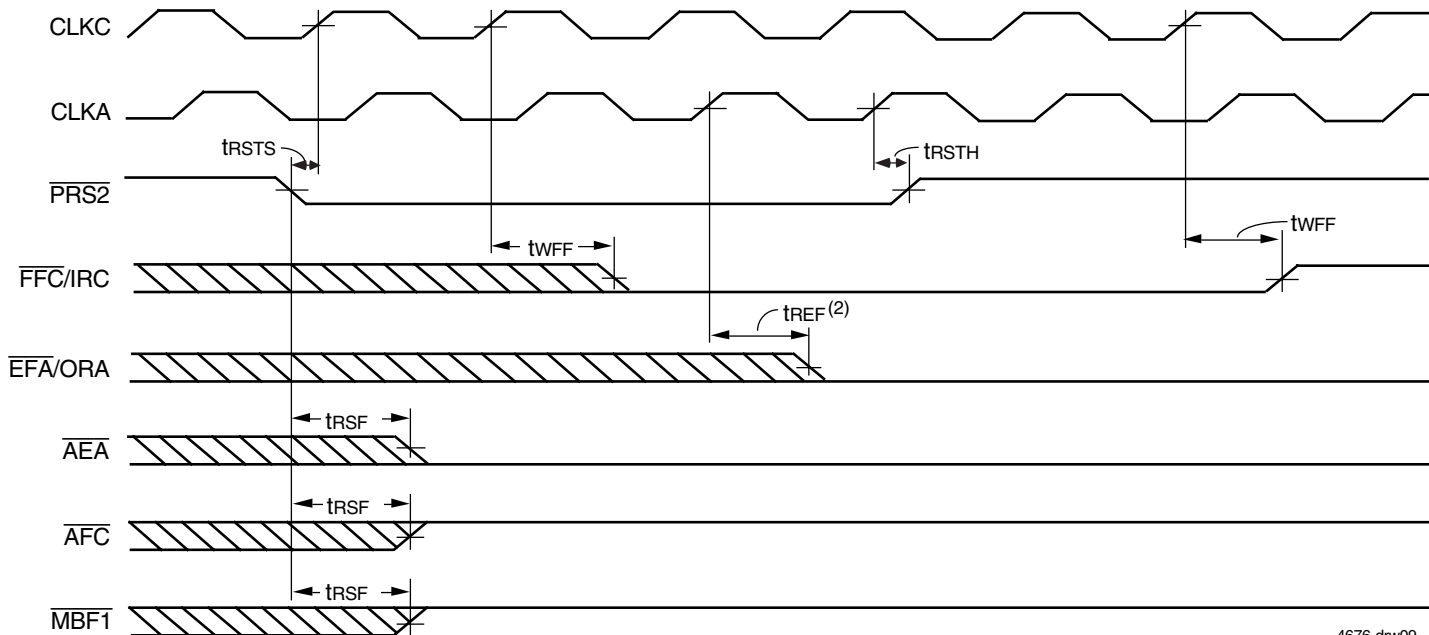 CLKC
CLKA
tRSTS
tRSTH
PRS2
tWFF
tWFF
FFC/IRC
tREF(2)
EFA/ORA
tRSF
AEA
tRSF
AFC
tRSF
MBF1
4676 drw09